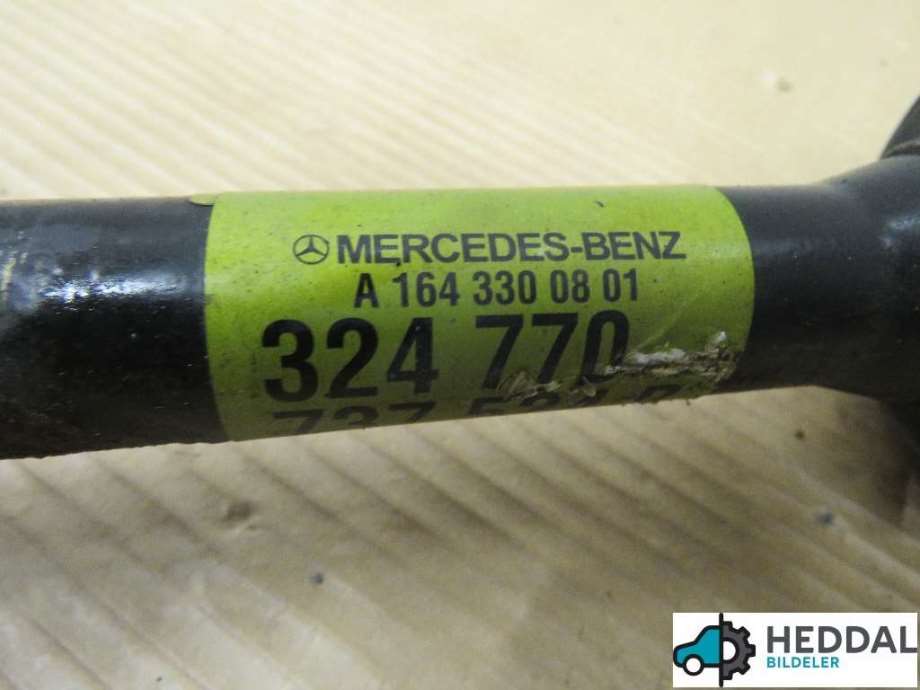 MERCEDES-BENZ
A 164 330 08 01
324 770
HEDDAL
BILDELER